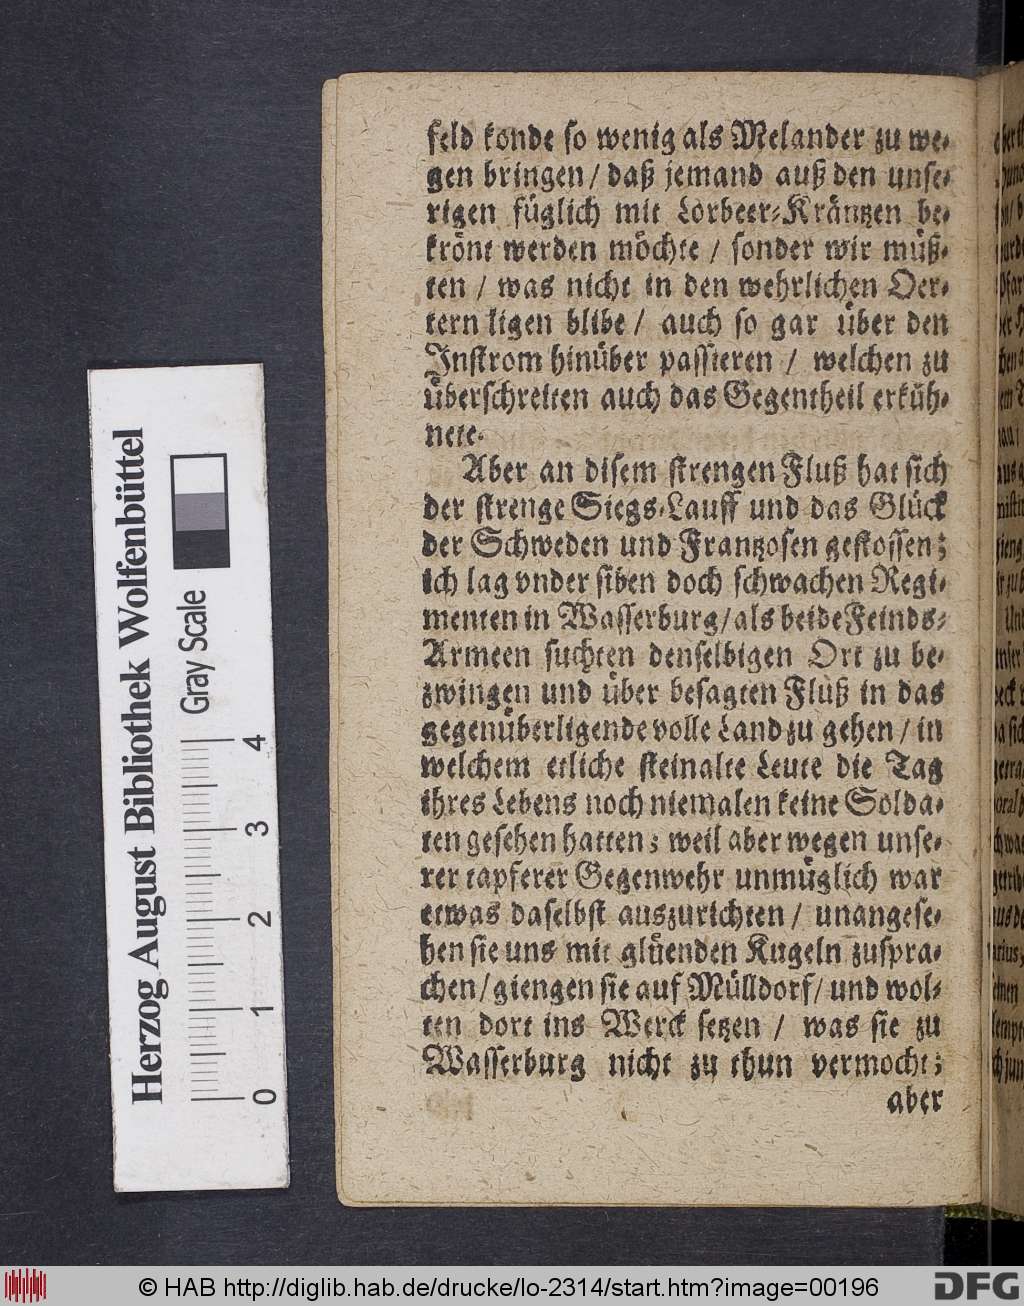 feld konde so wenig als Melander zu we-
gen bringen / daß jemand auß den unse-
rigen füglich mit Lorbeer-Kräntzen be-
krönt werden möchte / sonder wir müß-
ten / was nicht in den wehrlichen Oer-
tern ligen blibe / auch so gar über den
Instrom hinüber passieren / welchen zu
überschreiten auch das Gegentheil erküh-
nete.
Aber an disem strengen Fluß hat sich
der strenge Siegs-Lauff und das Glück
der Schweden und Frantzosen gestossen;
ich lag vnder siben doch schwachen Regi-
menten in Wasserburg / als beide Feinds-
Armeen suchten denselbigen Ort zu be-
zwingen und über besagten Fluß in das
gegenüberligende volle Land zu gehen / in
welchem etliche steinalte Leute die Tag
ihres Lebens noch niemalen keine Solda-
ten gesehen hatten; weil aber wegen unse-
rer tapferer Gegenwehr unmüglich war
etwas daselbst auszurichten / unangese-
hen sie uns mit glüenden Kugeln zuspra-
chen / giengen sie auf Mülldorf / und wol-
ten dort ins Werck setzen / was sie zu
Wasserburg nicht zu thun vermocht;
aber
Herzog August Bibliothek Wolfenbüttel
Gray Scale
0 1 2 3 4
© HAB http://diglib.hab.de/drucke/lo-2314/start.htm?image=00196
DFG